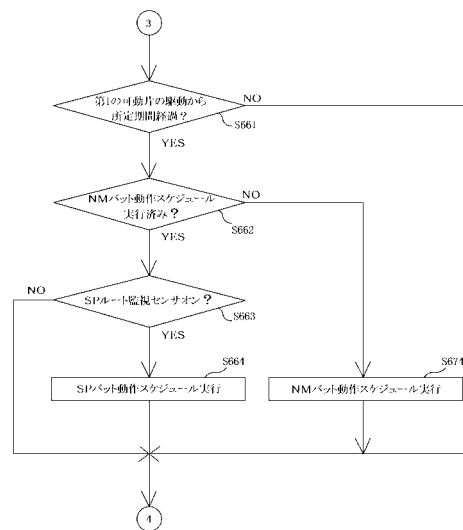 3
第1の可動片の駆動から
所定期間経過？
NO
S661
YES
NMバット動作スケジュール
実行済み？
NO
S662
YES
NO
SPルート監視センサオン？
S663
YES
S664
S674
SPバット動作スケジュール実行
NMバット動作スケジュール実行
4